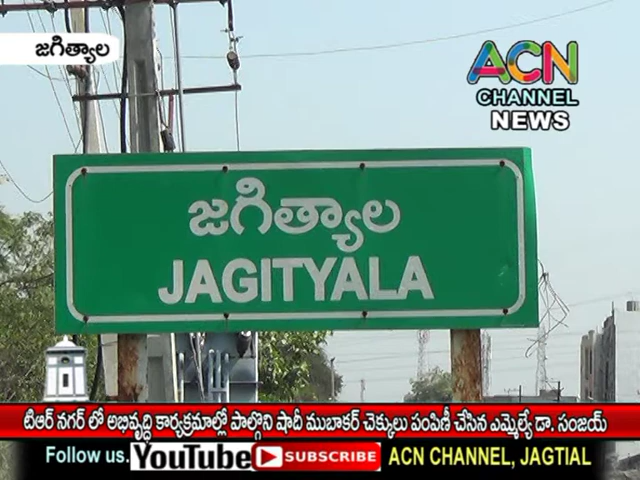 జగిత్యాల
ACN
CHANNEL
NEWS
జగిత్యాల
JAGITYALA
టిఆర్ నగర్ లో అభివృద్ధి కార్యక్రమాల్లో పాల్గొని షాదీ ముబాకర్ చెక్కులు పంపిణీ చేసిన ఎమ్మెల్యే డా. సంజయ్
Follow us. YouTube SUBSCRIBE ACN CHANNEL, JAGTIAL